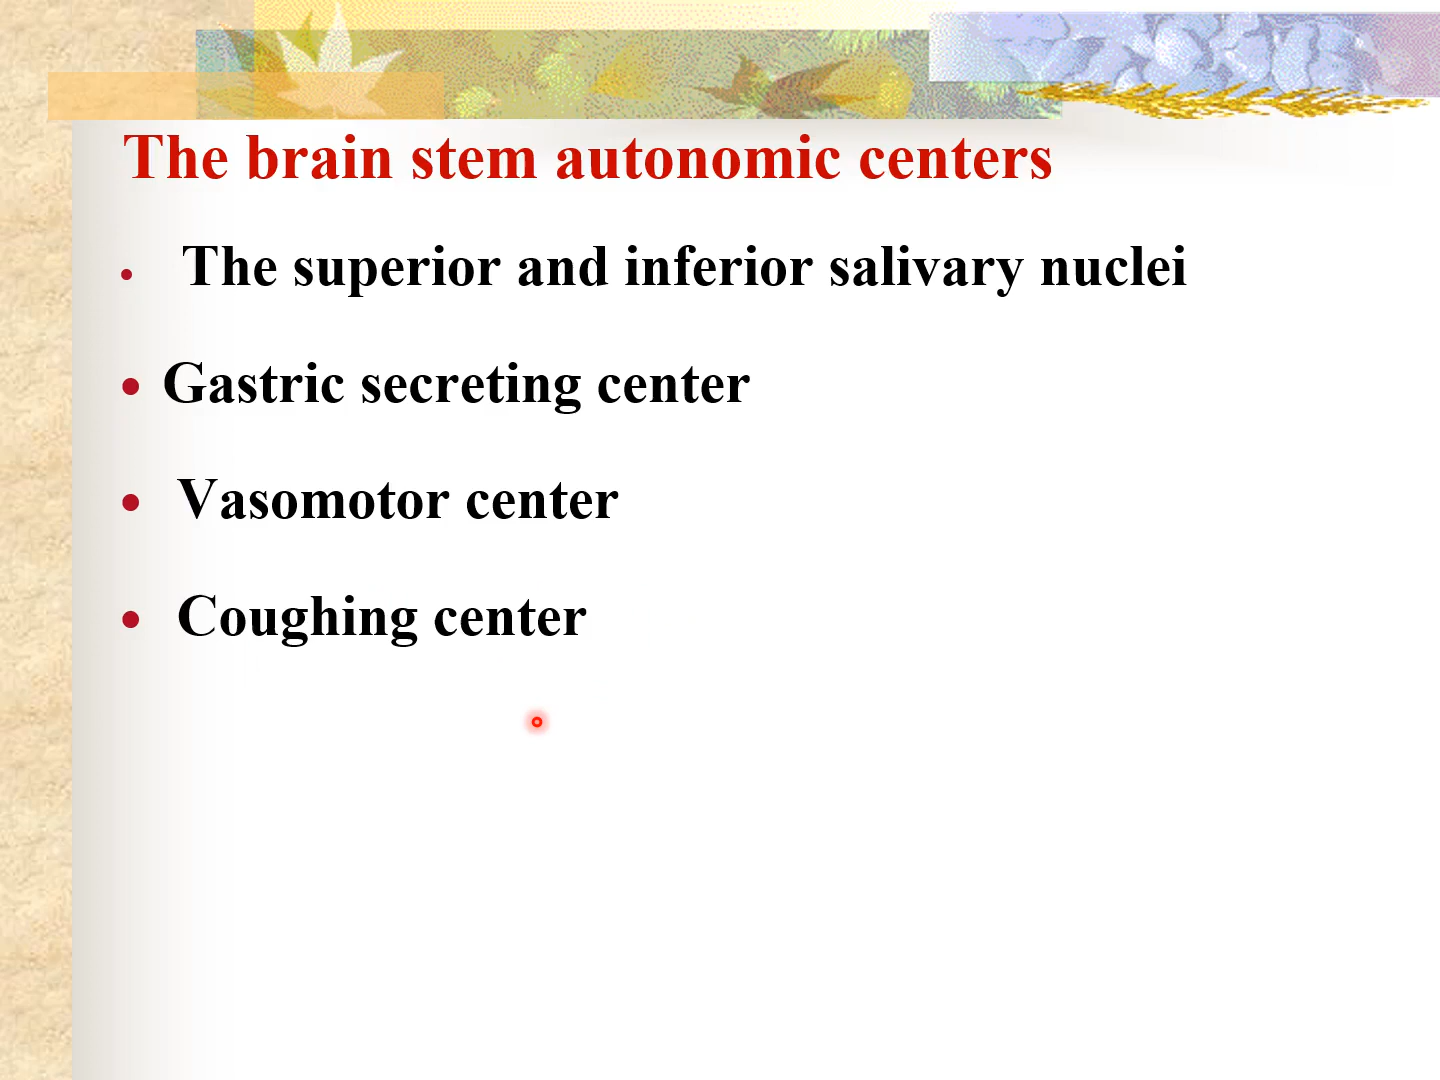 The brain stem autonomic centers
• The superior and inferior salivary nuclei
• Gastric secreting center
• Vasomotor center
• Coughing center